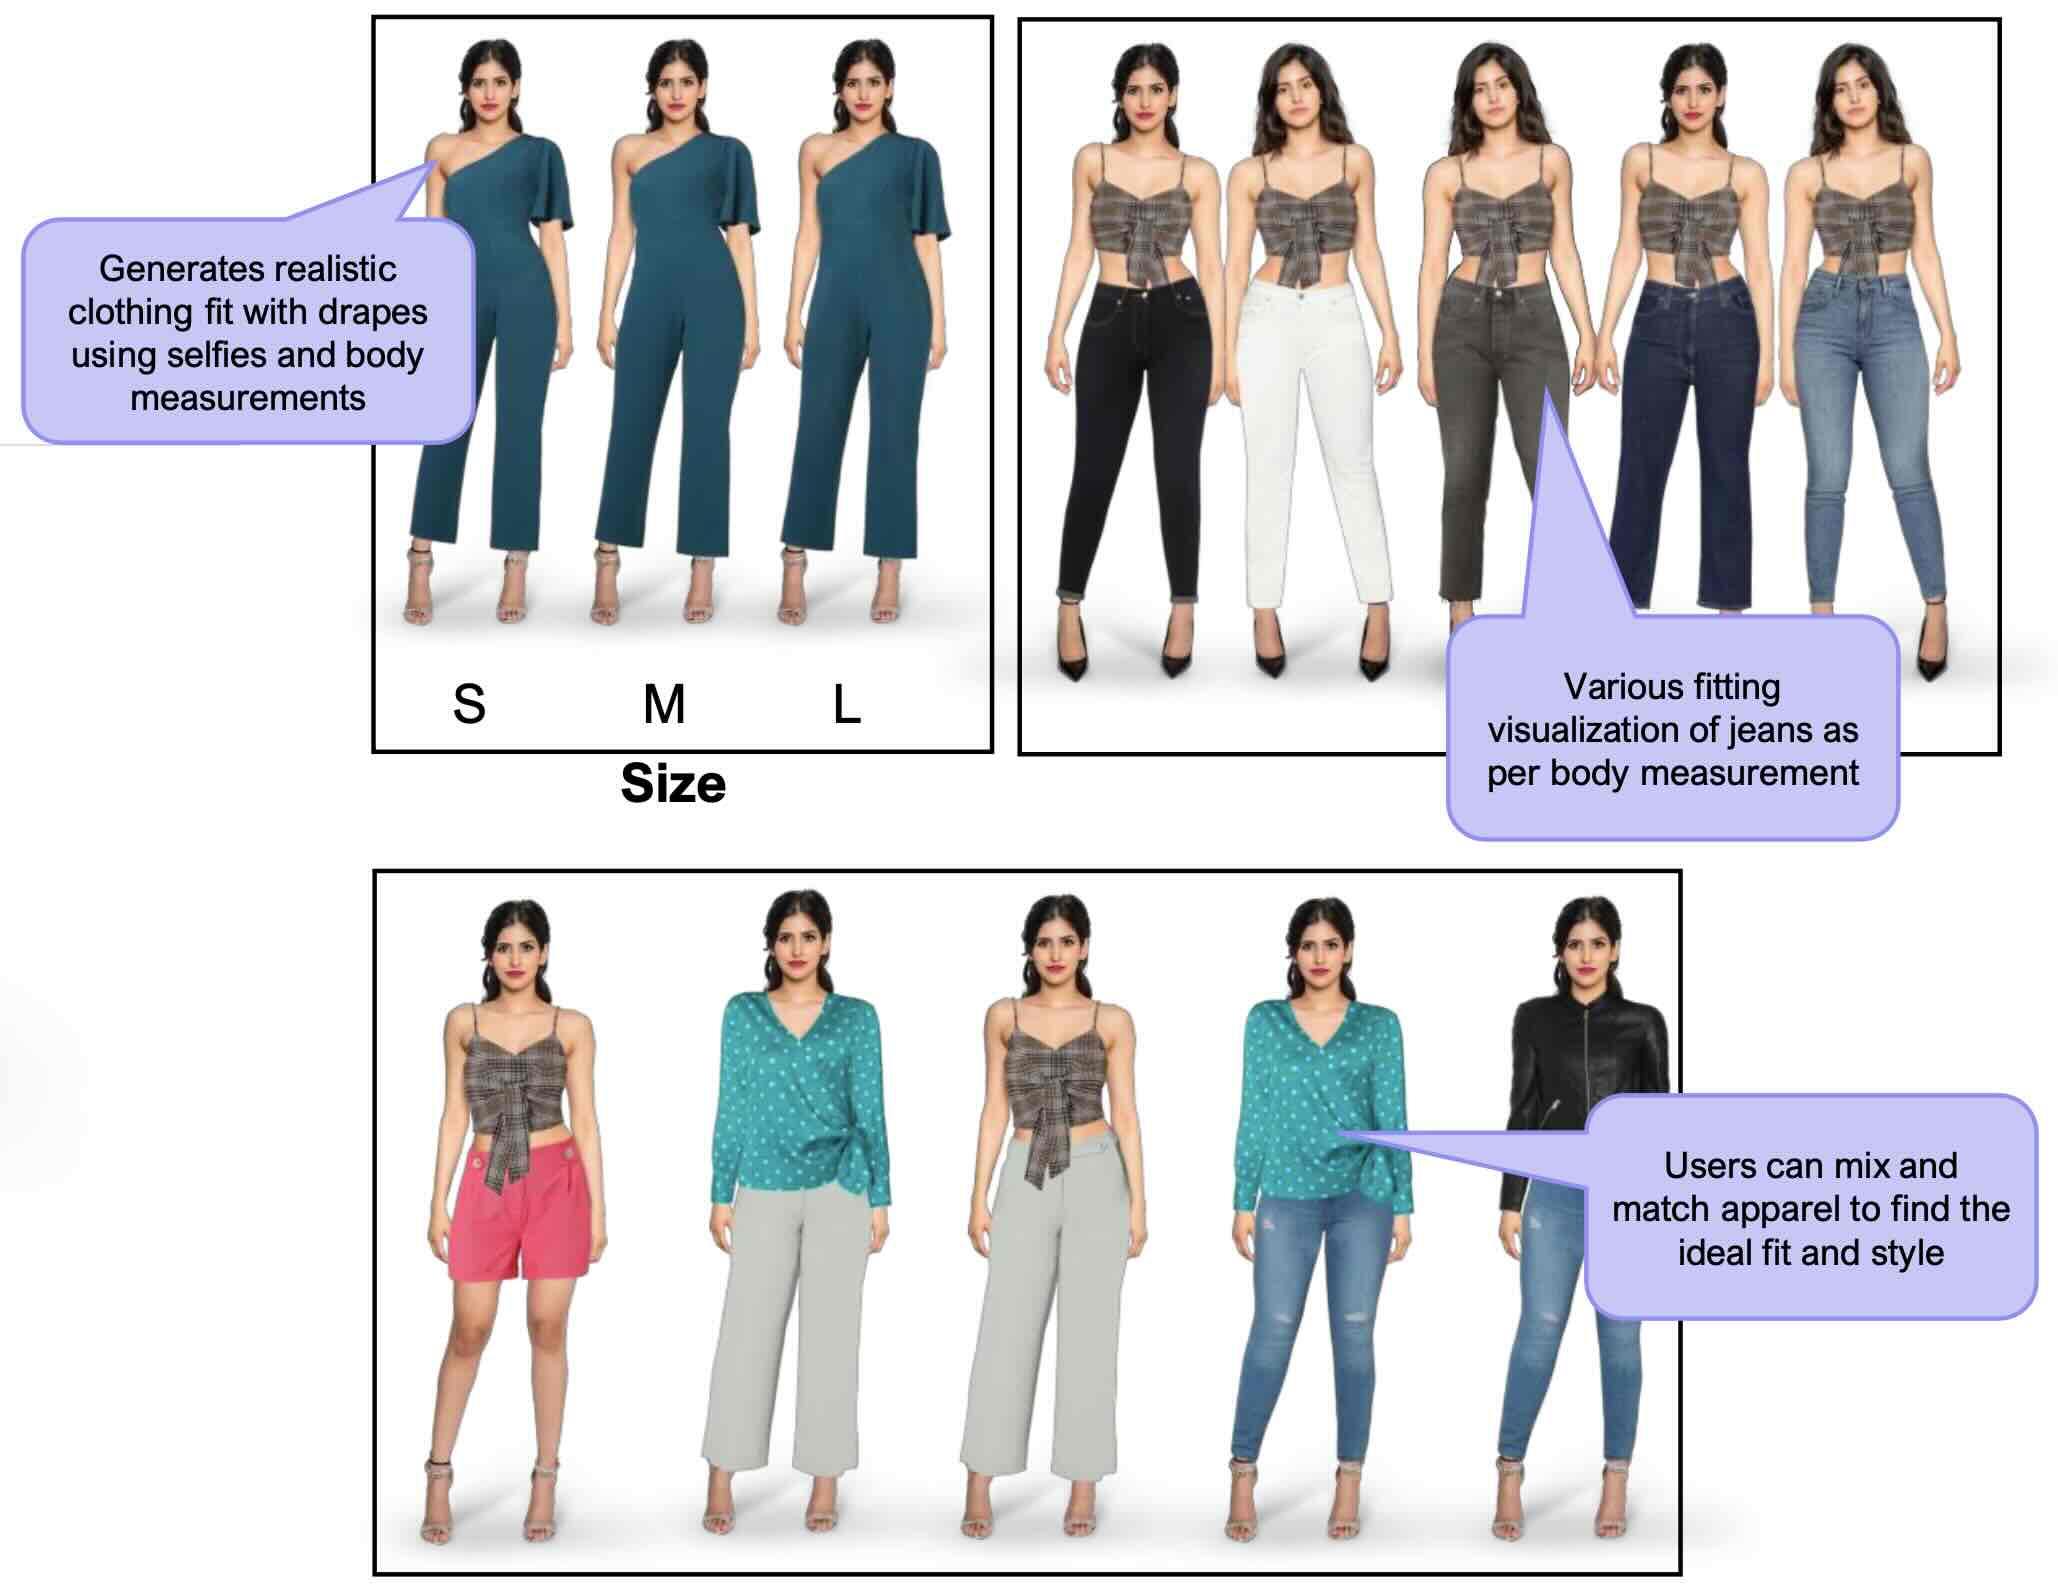 Generates realistic
clothing fit with drapes
using selfies and body
measurements
S M L
Size
Various fitting
visualization of jeans as
per body measurement
Users can mix and
match apparel to find the
ideal fit and style